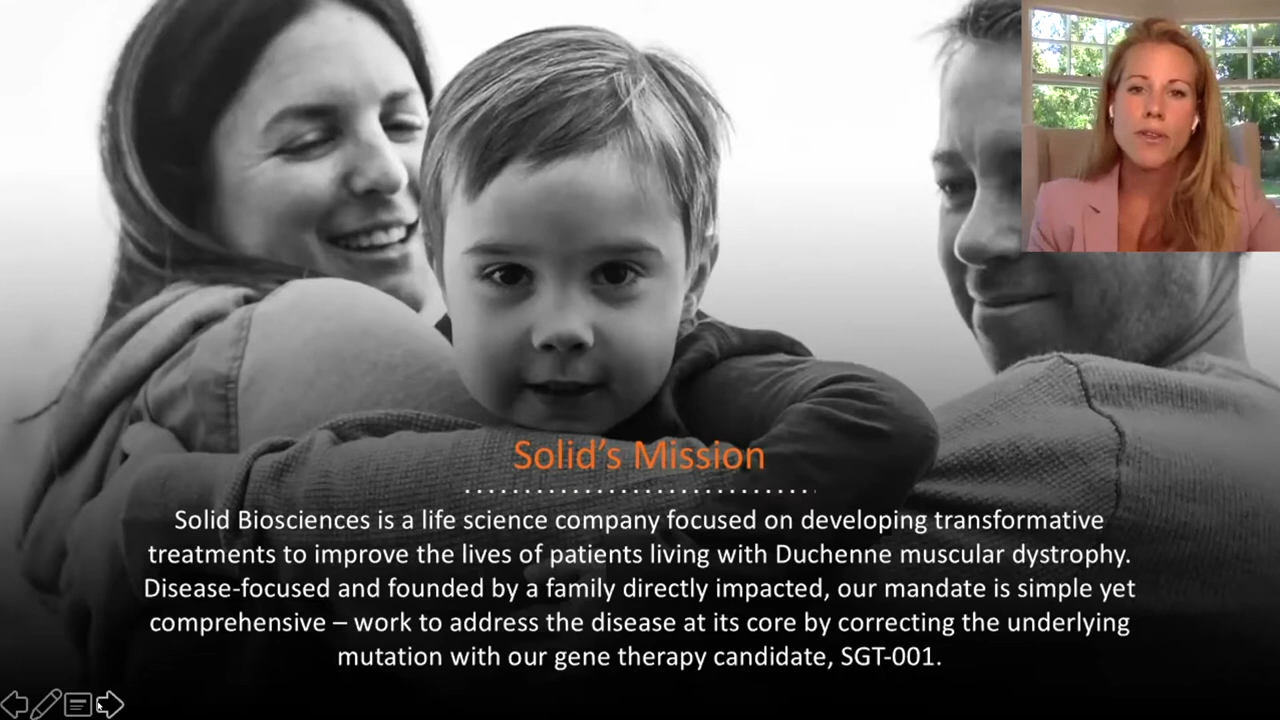 Solid’s Mission
Solid Biosciences is a life science company focused on developing transformative
treatments to improve the lives of patients living with Duchenne muscular dystrophy.
Disease-focused and founded by a family directly impacted, our mandate is simple yet
comprehensive – work to address the disease at its core by correcting the underlying
mutation with our gene therapy candidate, SGT-001.